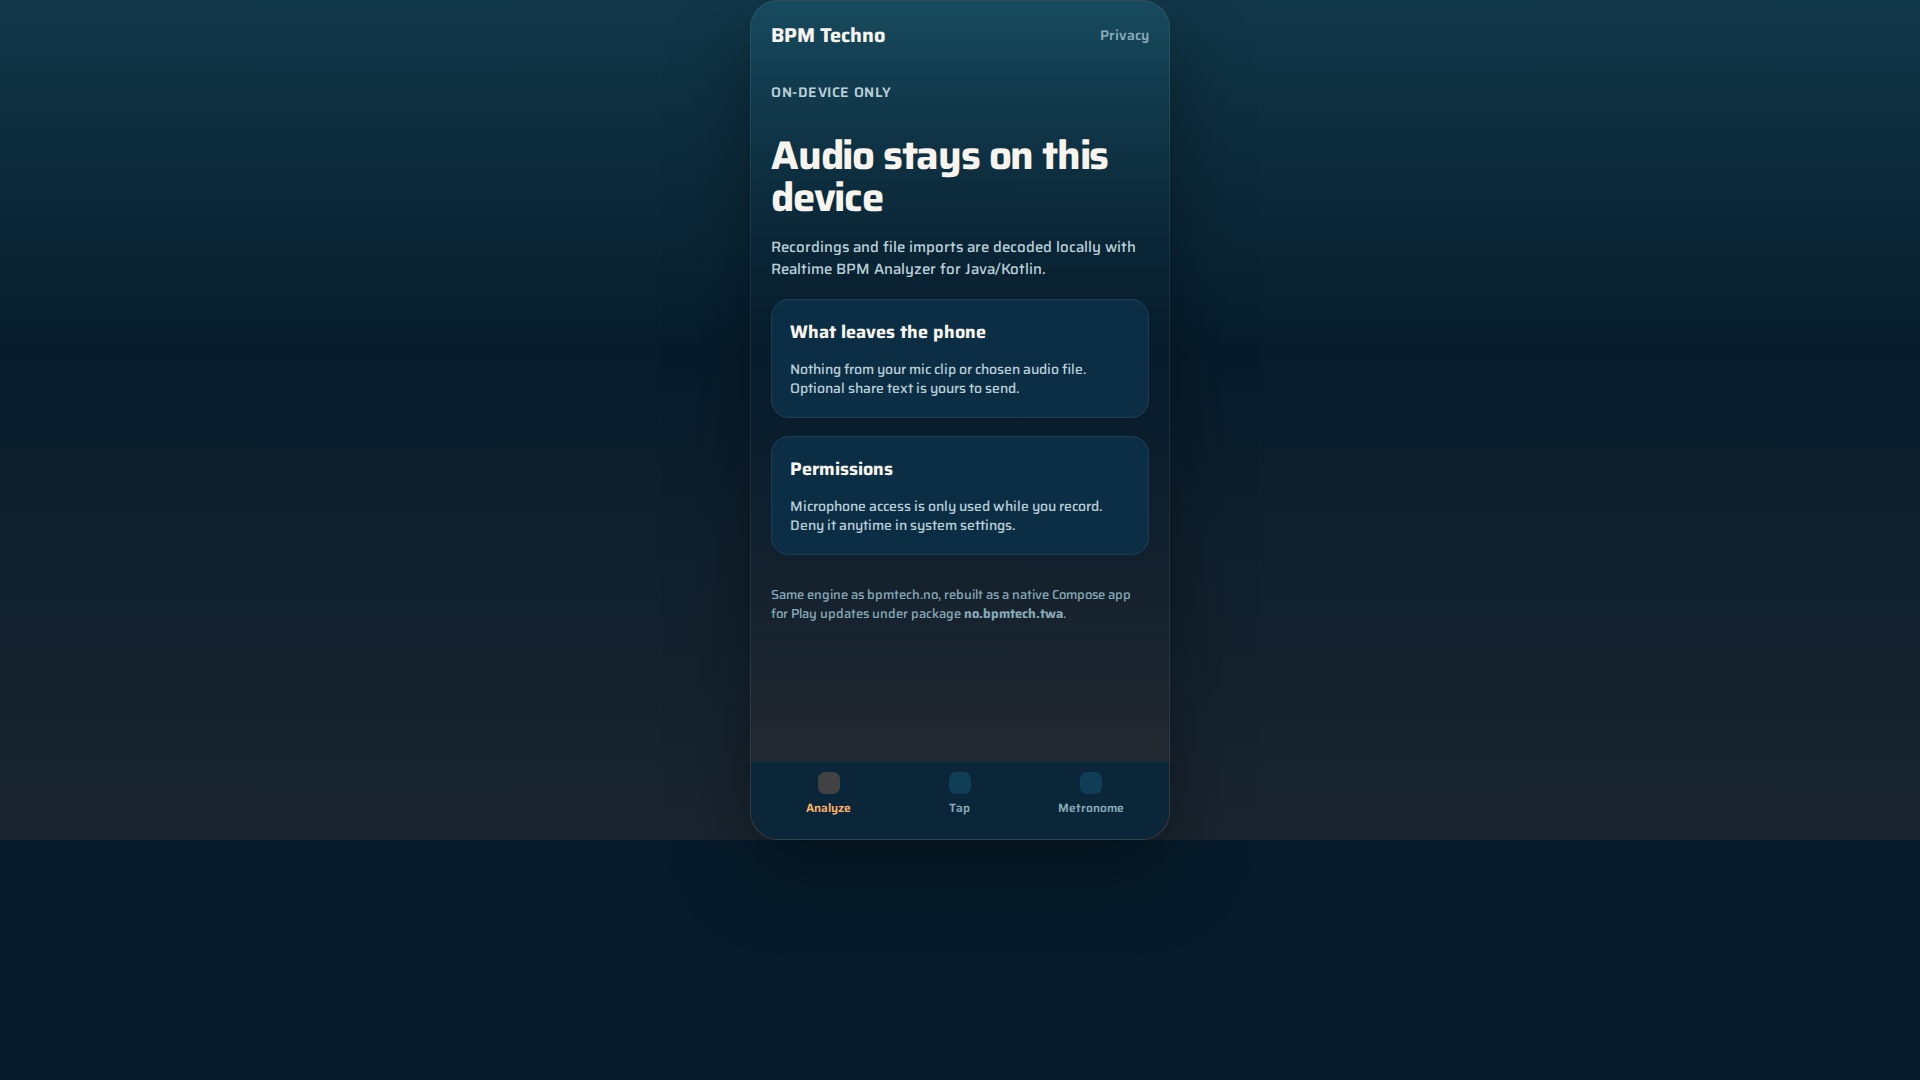 BPM Techno
Privacy
ON-DEVICE ONLY
Audio stays on this
device
Recordings and file imports are decoded locally with
Realtime BPM Analyzer for Java/Kotlin.
What leaves the phone
Nothing from your mic clip or chosen audio file.
Optional share text is yours to send.
Permissions
Microphone access is only used while you record.
Deny it anytime in system settings.
Same engine as bpmtech.no, rebuilt as a native Compose app
for Play updates under package no.bpmtech.twa.
Analyze
Tap
Metronome